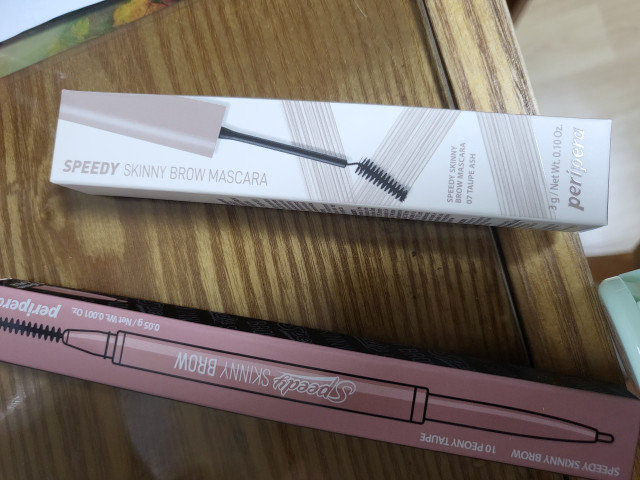 SPEEDY SKINNY BROW MASCARA
SPEEDY SKINNY
BROW MASCARA
07 TAUPE ASH
3 g / Net Wt. 0.10 Oz.
peripera
peripera
0.05 g / Net Wt. 0.001 Oz.
Speedy SKINNY BROW
SPEEDY SKINNY BROW
10 PEONY TAUPE